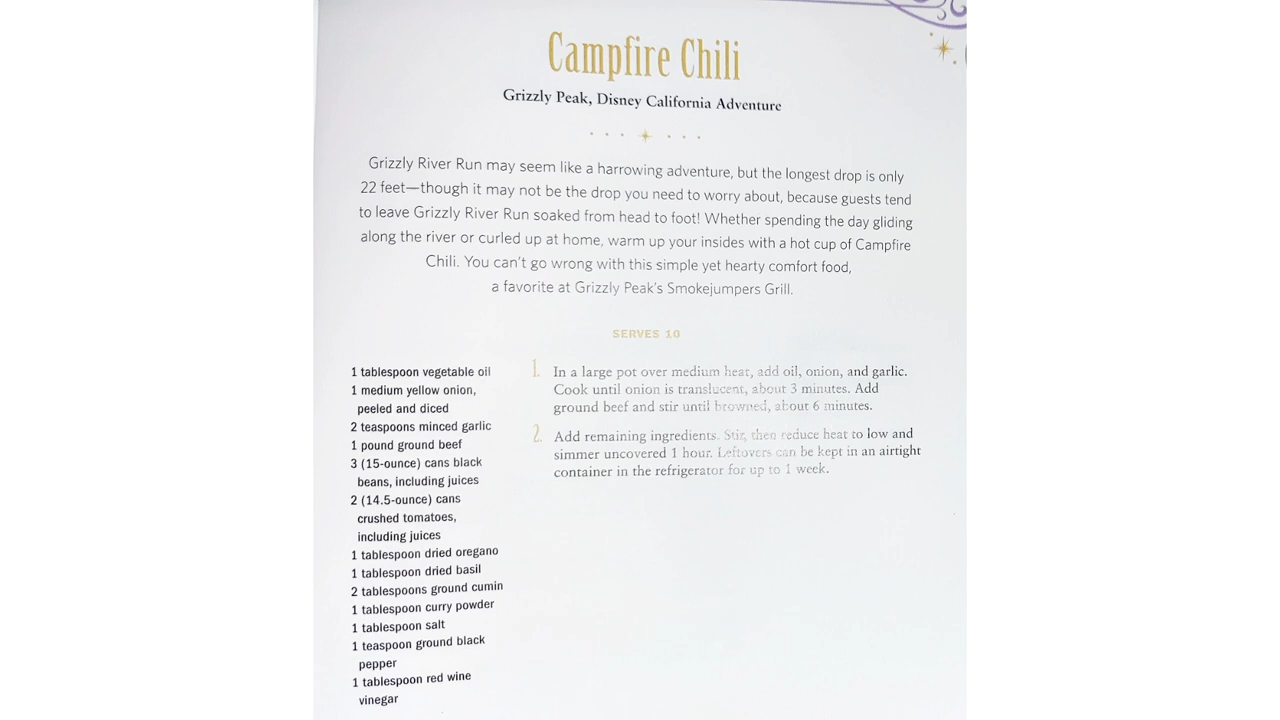 Campfire Chili
Grizzly Peak, Disney California Adventure
Grizzly River Run may seem like a harrowing adventure, but the longest drop is only
22 feet—though it may not be the drop you need to worry about, because guests tend
to leave Grizzly River Run soaked from head to foot! Whether spending the day gliding
along the river or curled up at home, warm up your insides with a hot cup of Campfire
Chili. You can't go wrong with this simple yet hearty comfort food,
a favorite at Grizzly Peak's Smokejumpers Grill.
SERVES 10
1 tablespoon vegetable oil
1 medium yellow onion,
peeled and diced
2 teaspoons minced garlic
1 pound ground beef
3 (15-ounce) cans black
beans, including juices
2 (14.5-ounce) cans
crushed tomatoes,
including juices
1 tablespoon dried oregano
1 tablespoon dried basil
2 tablespoons ground cumin
1 tablespoon curry powder
1 tablespoon salt
1 teaspoon ground black
pepper
1 tablespoon red wine
vinegar
1. In a large pot over medium heat, add oil, onion, and garlic.
Cook until onion is translucent, about 3 minutes. Add
ground beef and stir until browned, about 6 minutes.
2. Add remaining ingredients. Stir, then reduce heat to low and
simmer uncovered 1 hour. Leftovers can be kept in an airtight
container in the refrigerator for up to 1 week.